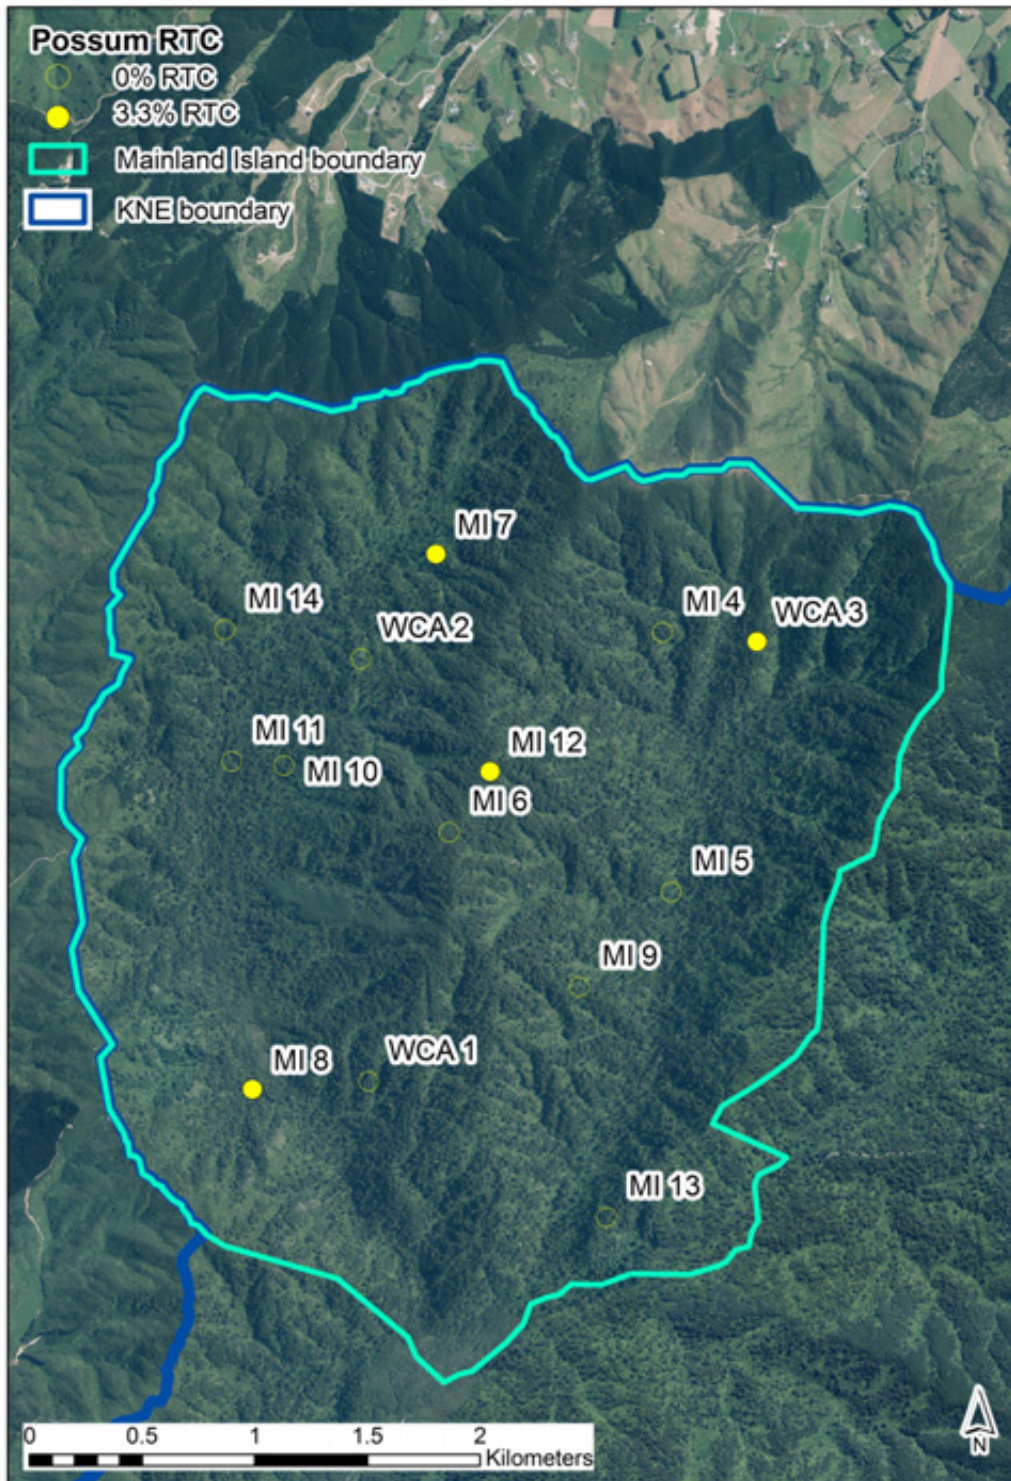 Possum RTC
0% RTC
3.3% RTC
Mainland Island boundary
KNE boundary
MI 7
MI 14
MI 4
WCA 3
WCA 2
MI 11
MI 12
MI 10
MI 6
MI 5
MI 9
WCA 1
MI 8
MI 13
0 0.5 1 1.5 2
Kilometers
N